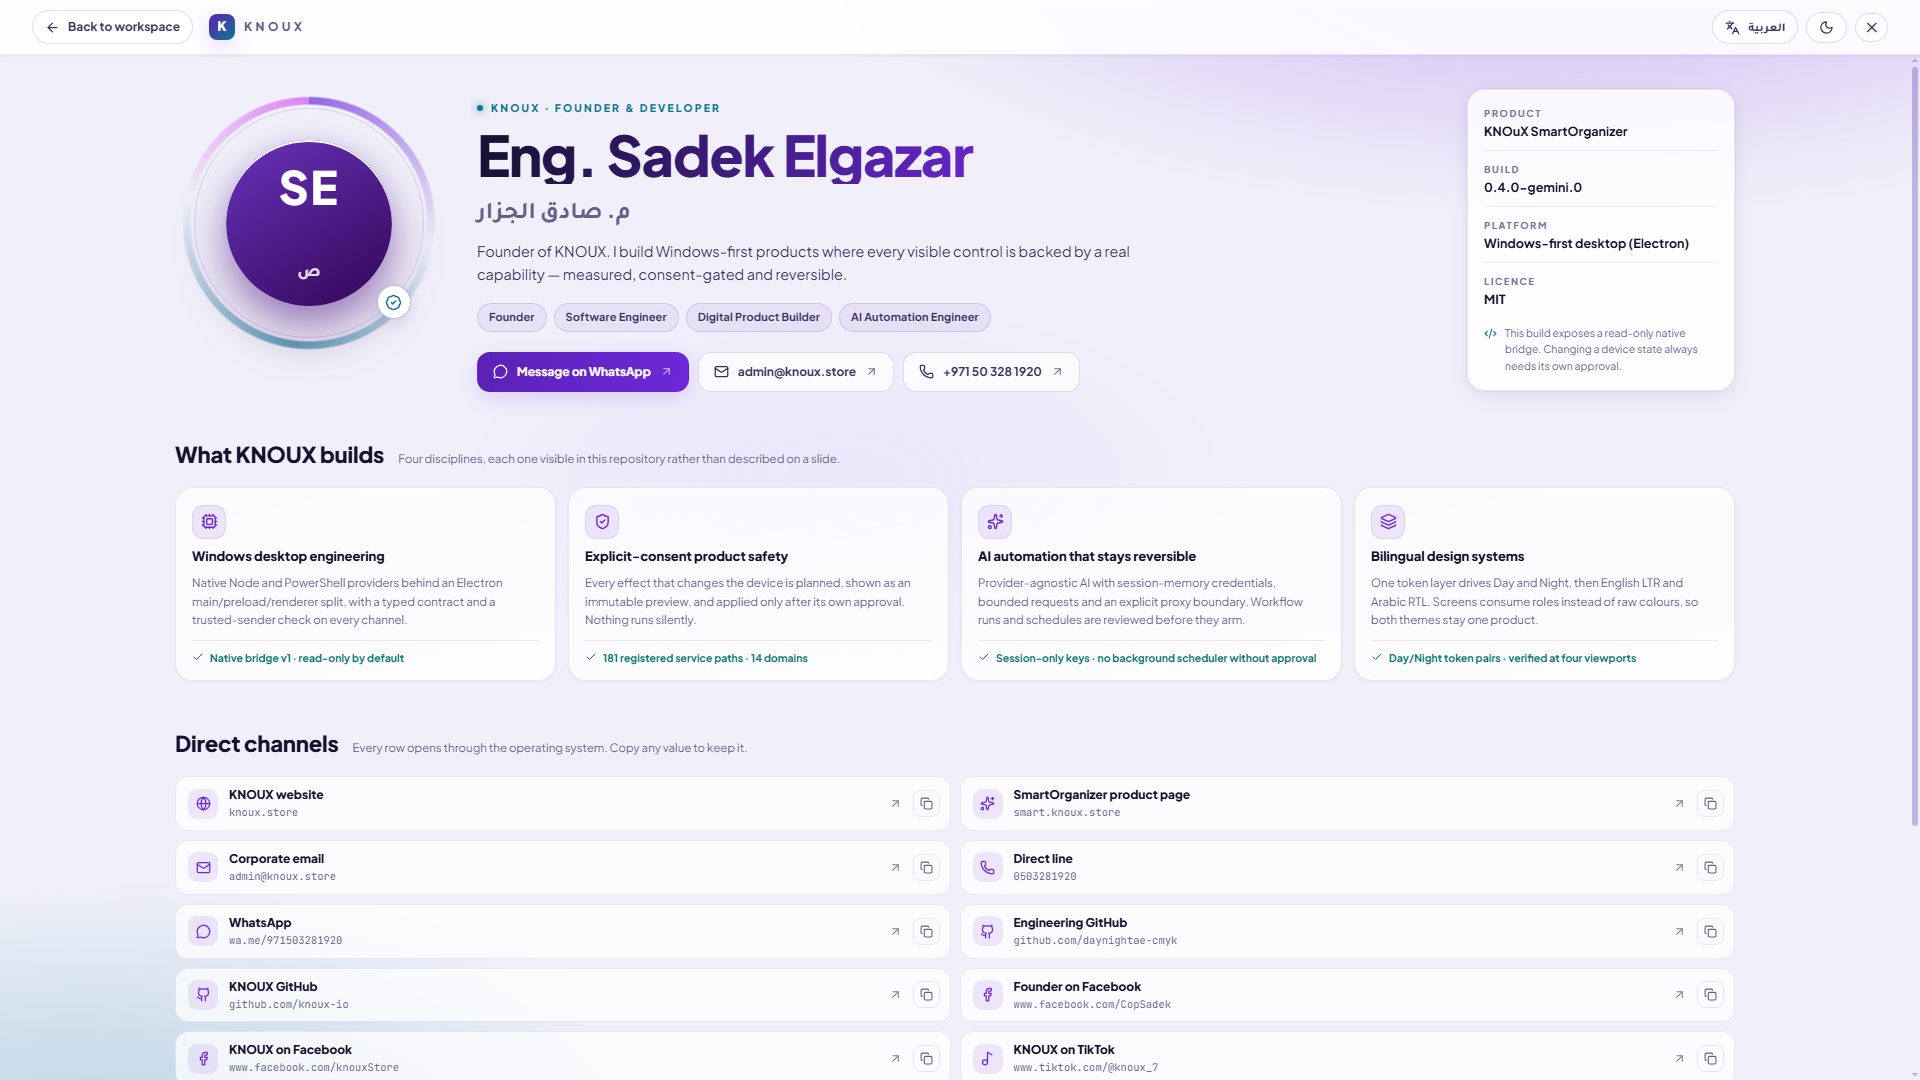 Back to workspace
K
KNOUX
العربية
SE
ص
KNOUX · FOUNDER & DEVELOPER
Eng. Sadek Elgazar
م. صادق الجزار
Founder of KNOUX. I build Windows-first products where every visible control is backed by a real
capability — measured, consent-gated and reversible.
Founder
Software Engineer
Digital Product Builder
AI Automation Engineer
Message on WhatsApp
admin@knoux.store
+971 50 328 1920
PRODUCT
KNOuX SmartOrganizer
BUILD
0.4.0-gemini.0
PLATFORM
Windows-first desktop (Electron)
LICENCE
MIT
This build exposes a read-only native
bridge. Changing a device state always
needs its own approval.
What KNOUX builds
Four disciplines, each one visible in this repository rather than described on a slide.
Windows desktop engineering
Native Node and PowerShell providers behind an Electron
main/preload/renderer split, with a typed contract and a
trusted-sender check on every channel.
Native bridge v1 · read-only by default
Explicit-consent product safety
Every effect that changes the device is planned, shown as an
immutable preview, and applied only after its own approval.
Nothing runs silently.
181 registered service paths · 14 domains
AI automation that stays reversible
Provider-agnostic AI with session-memory credentials,
bounded requests and an explicit proxy boundary. Workflow
runs and schedules are reviewed before they arm.
Session-only keys · no background scheduler without approval
Bilingual design systems
One token layer drives Day and Night, then English LTR and
Arabic RTL. Screens consume roles instead of raw colours, so
both themes stay one product.
Day/Night token pairs · verified at four viewports
Direct channels
Every row opens through the operating system. Copy any value to keep it.
KNOUX website
knoux.store
SmartOrganizer product page
smart.knoux.store
Corporate email
admin@knoux.store
Direct line
0503281920
WhatsApp
wa.me/971503281920
Engineering GitHub
github.com/daynightae-cmyk
KNOUX GitHub
github.com/knoux-io
Founder on Facebook
www.facebook.com/CopSadek
KNOUX on Facebook
www.facebook.com/knouxStore
KNOUX on TikTok
www.tiktok.com/@knoux_7